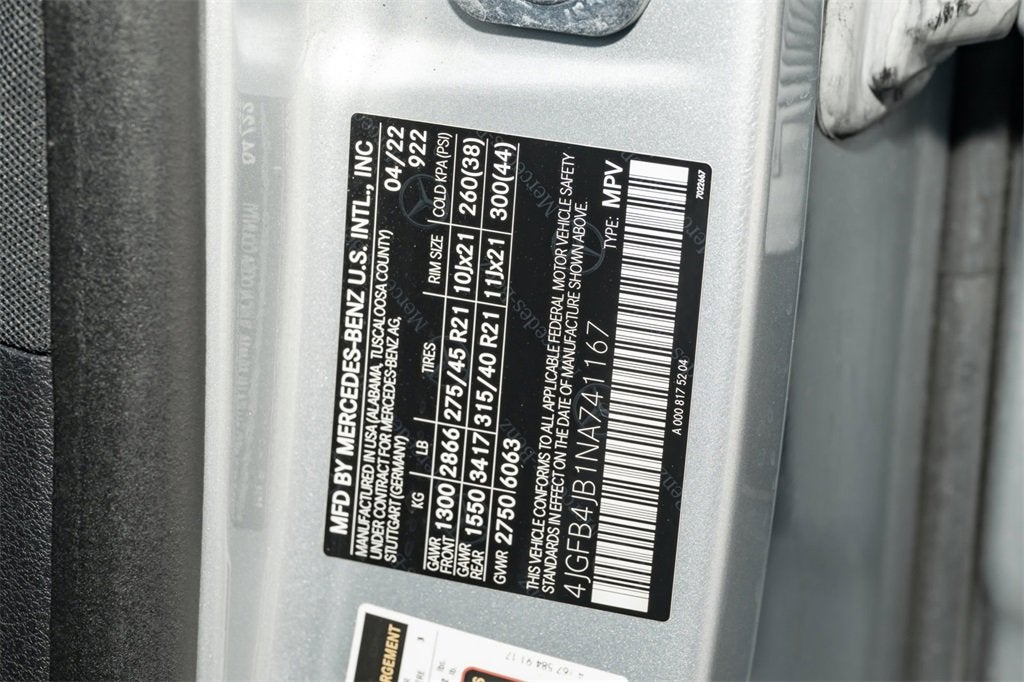 MFD BY MERCEDES-BENZ U.S. INTL., INC
MANUFACTURED IN USA (ALABAMA, TUSCALOOSA COUNTY)
UNDER CONTRACT FOR MERCEDES-BENZ AG,
STUTTGART (GERMANY)
04/22
922
KG LB TIRES RIM SIZE COLD KPA (PSI)
GAWR
FRONT 1300 2866 275/45 R21 10Jx21 260(38)
GAWR
REAR 1550 3417 315/40 R21 11Jx21 300(44)
GVWR 2750 6063
THIS VEHICLE CONFORMS TO ALL APPLICABLE FEDERAL MOTOR VEHICLE SAFETY
STANDARDS IN EFFECT ON THE DATE OF MANUFACTURE SHOWN ABOVE.
4JGFB4JB1NA741167 TYPE: MPV
A 000 817 52 04
7022667